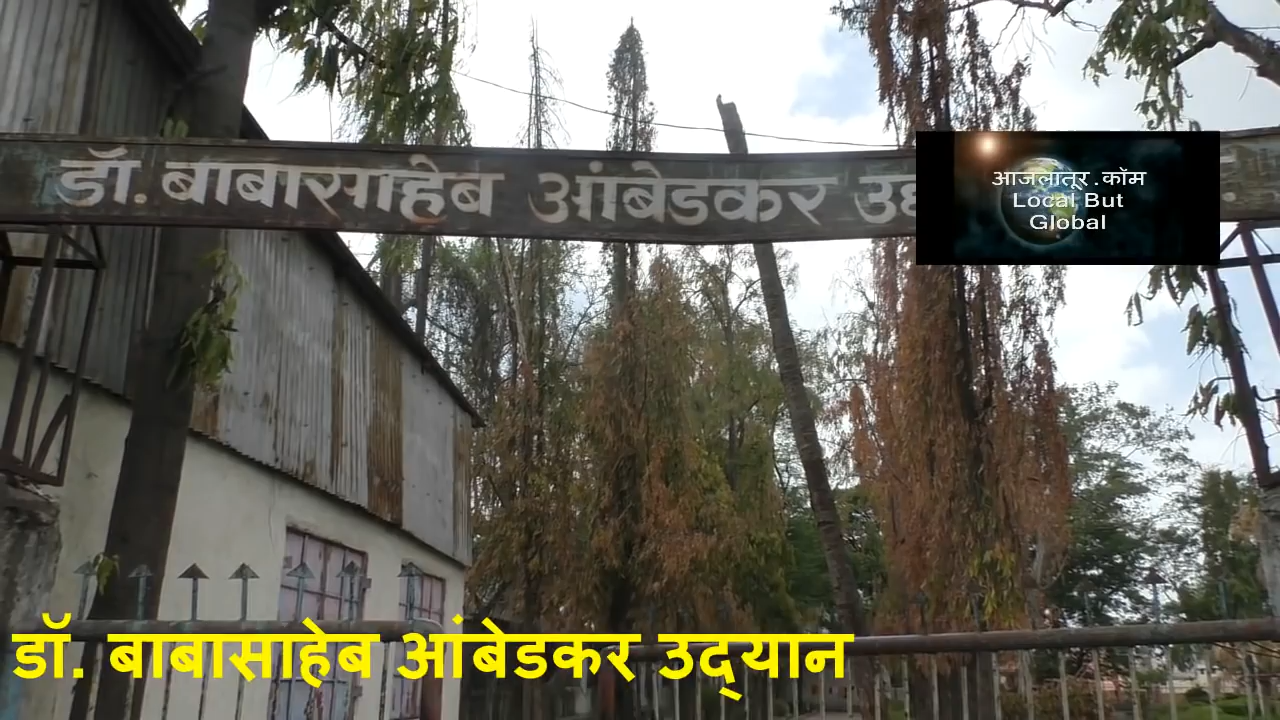 डॉ. बाबासाहेब आंबेडकर
आजलातूर .कॉम
Local But
Global
डॉ. बाबासाहेब आंबेडकर उद्‌यान